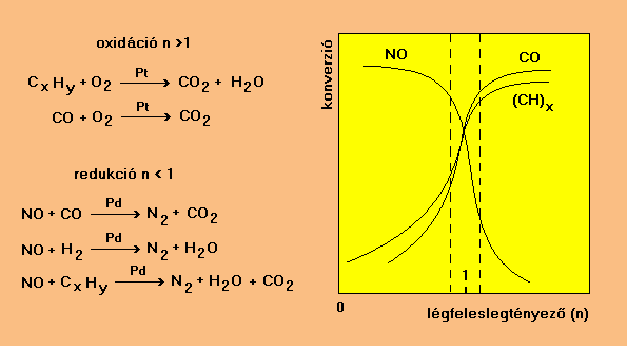 oxidáció n >1
CxHy + O2 Pt CO2 + H2O
CO + O2 Pt CO2
redukció n < 1
NO + CO Pd N2 + CO2
NO + H2 Pd N2 + H2O
NO + CxHy Pd N2 + H2O + CO2
konverzió
NO
CO
(CH)x
0
1
légfeleslegtényező (n)